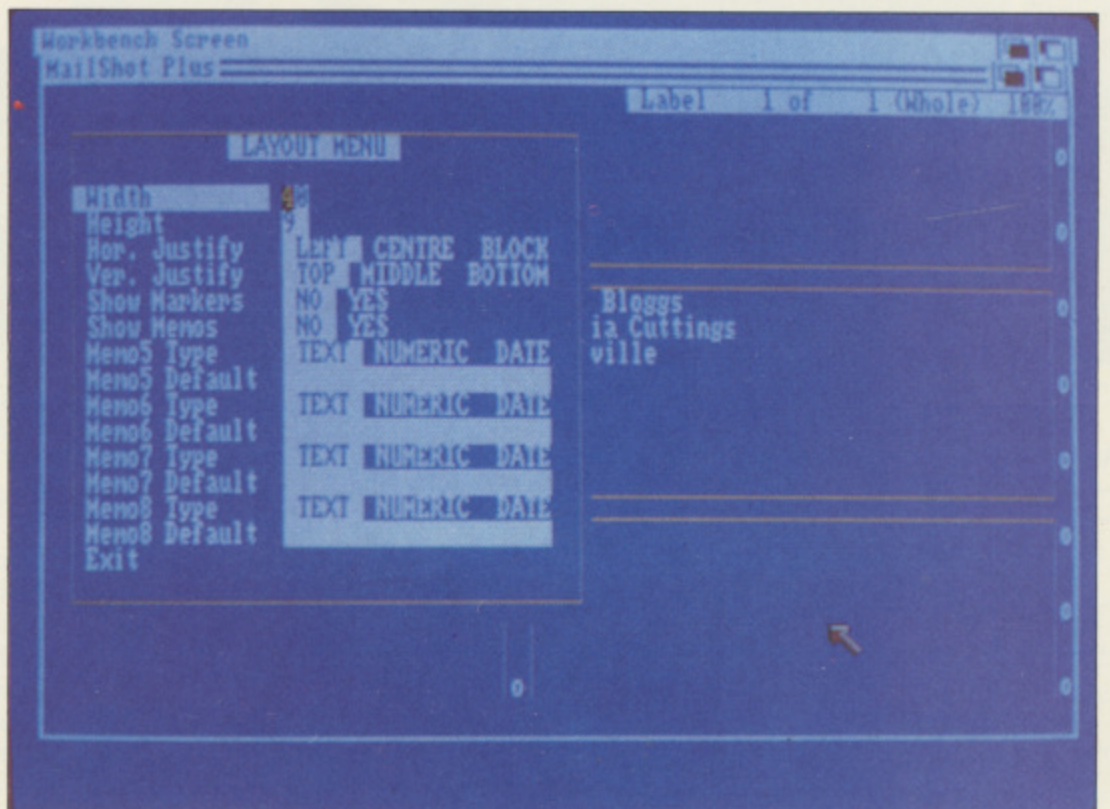 Workbench Screen
MailShot Plus
Label 1 of 1 (Whole) 100%
LAYOUT MENU
Width 40
Height 9
Hor. Justify LEFT CENTRE BLOCK
Ver. Justify TOP MIDDLE BOTTOM
Show Markers NO YES
Show Memos NO YES
Memo5 Type TEXT NUMERIC DATE
Memo5 Default
Memo6 Type TEXT NUMERIC DATE
Memo6 Default
Memo7 Type TEXT NUMERIC DATE
Memo7 Default
Memo8 Type TEXT NUMERIC DATE
Memo8 Default
Exit
Bloggs
ia Cuttings
ville